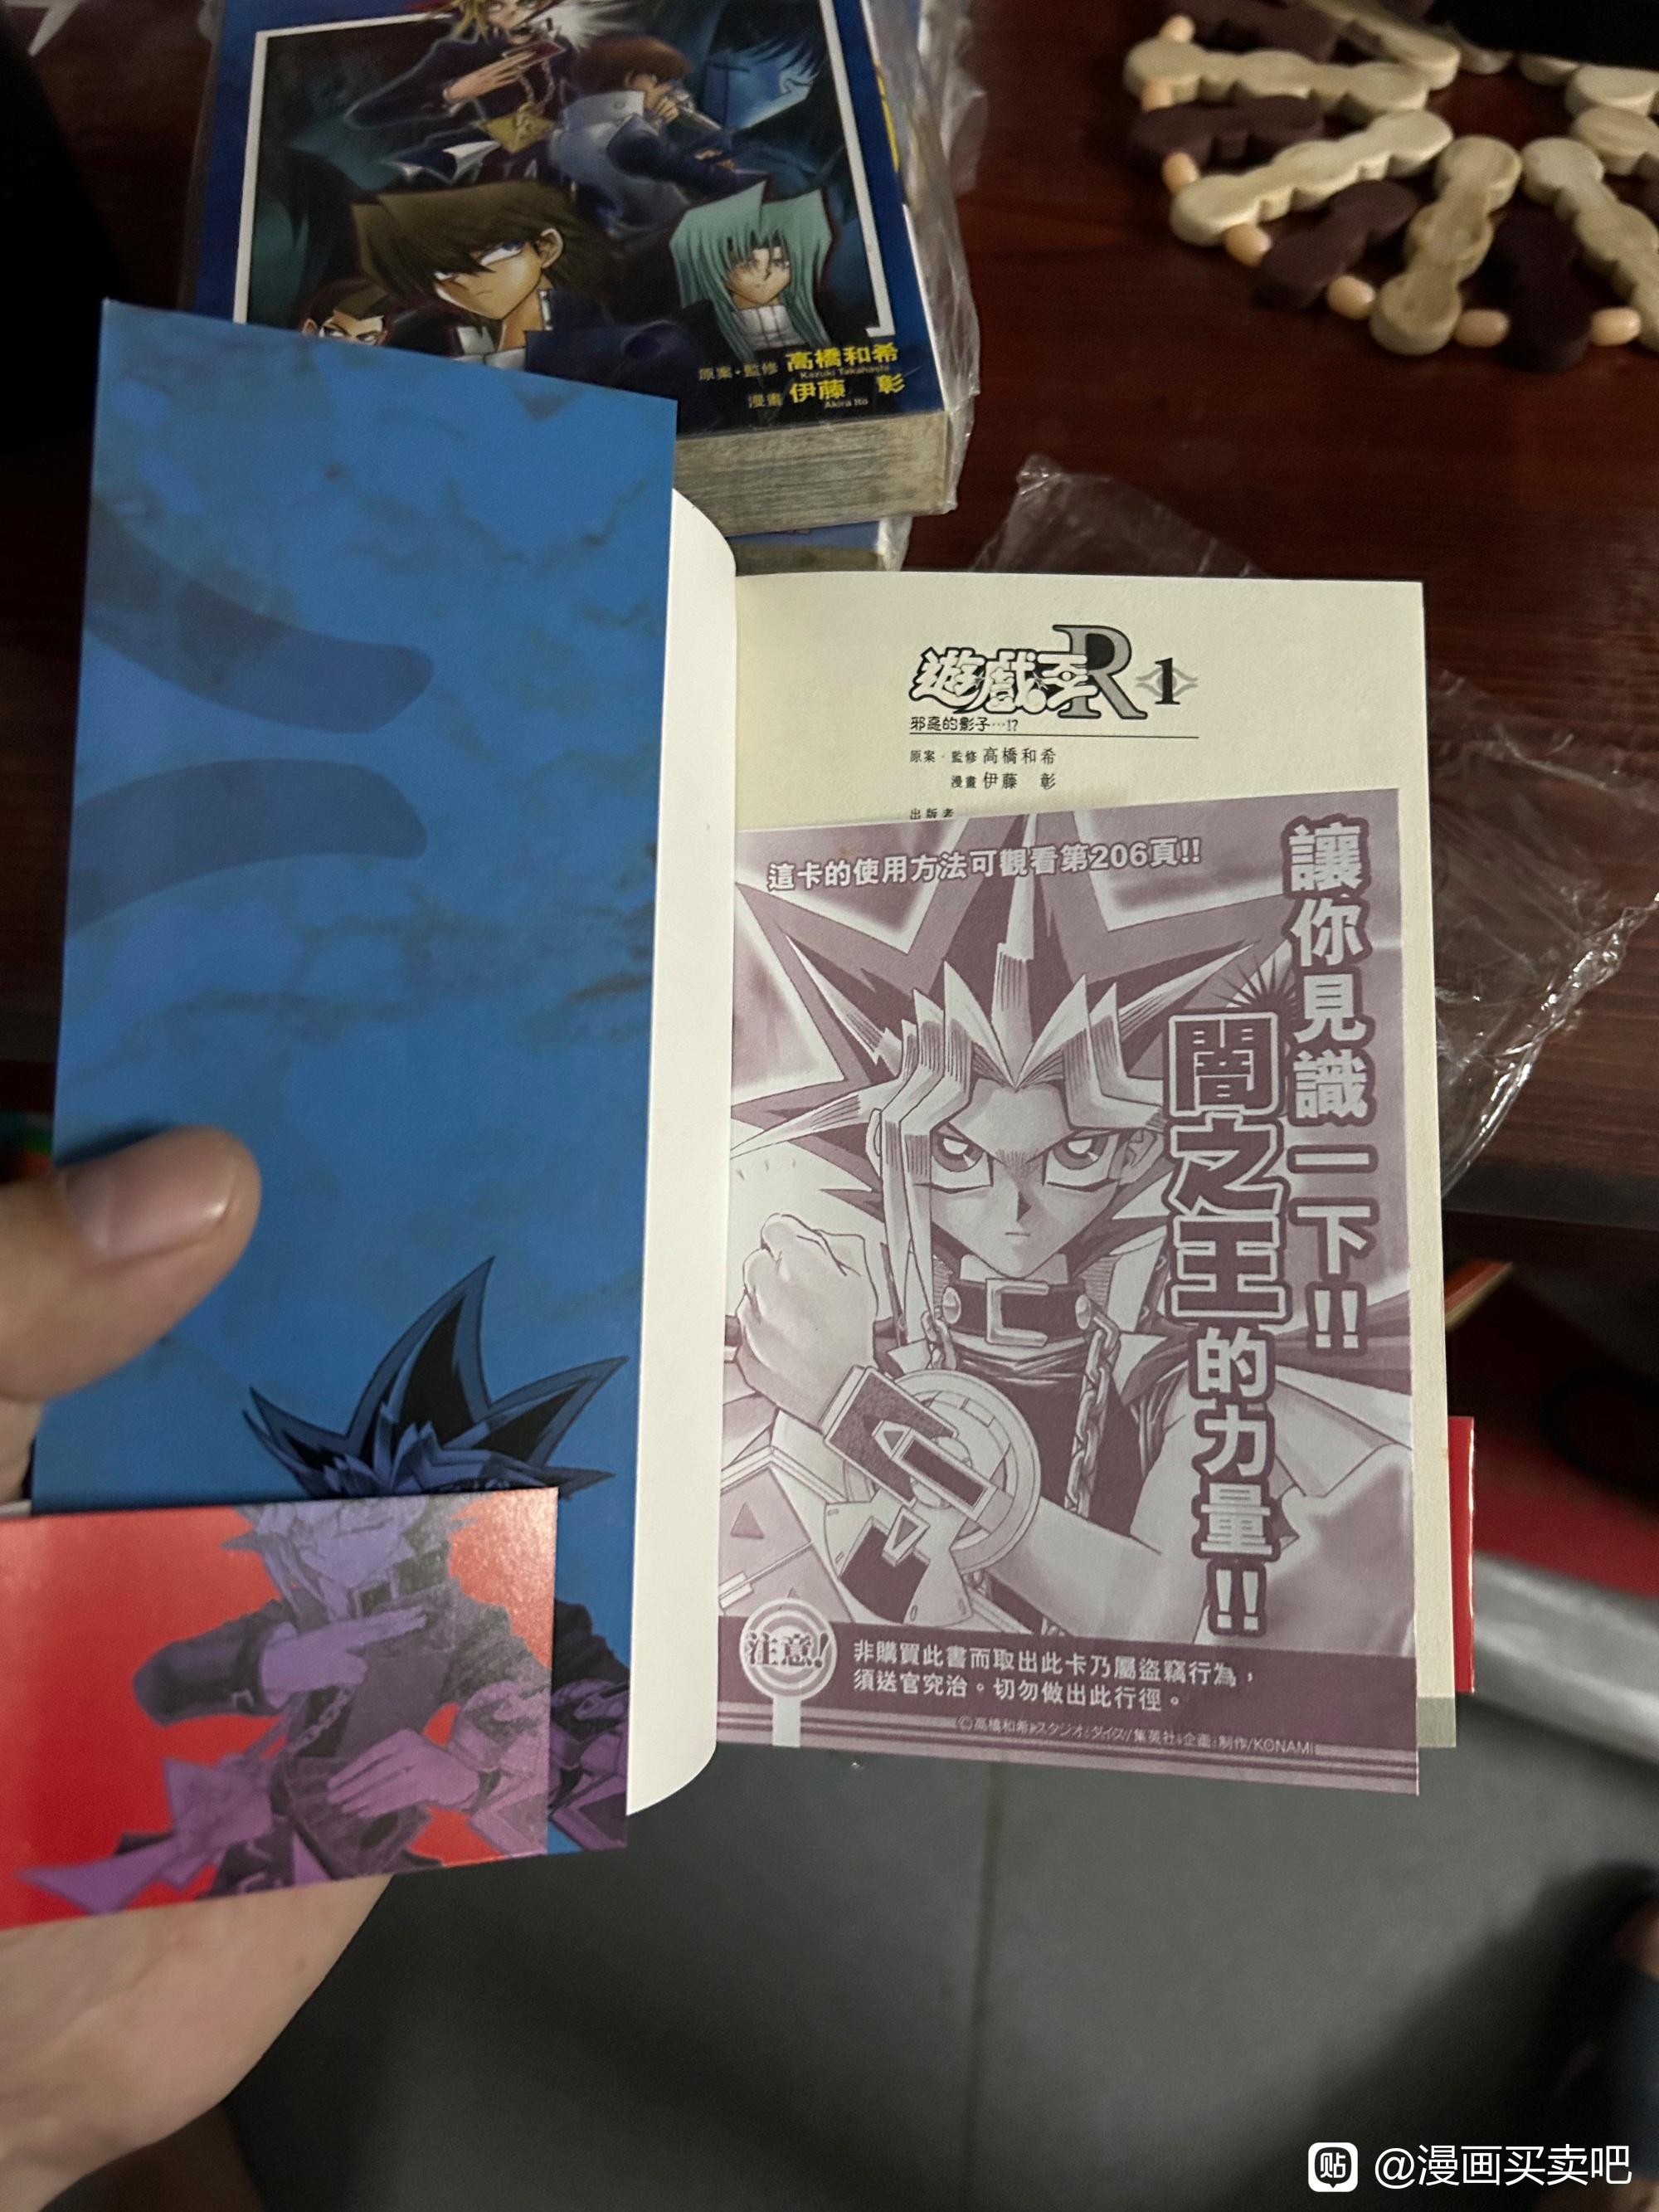 原案・監修 高橋和希
Kazuki Takahashi
漫畫 伊藤 彰
Akira Ito
遊戲王R 1
邪惡的影子…!?
原案・監修 高橋和希
漫畫 伊藤 彰
出版者
這卡的使用方法可觀看第206頁!!
讓你見識一下!!
闇之王的力量!!
注意!
非購買此書而取出此卡乃屬盜竊行為，
須送官究治。切勿做出此行徑。
©高橋和希・スタジオ・ダイス/集英社・企画・制作/KONAMI
贴 @漫画买卖吧